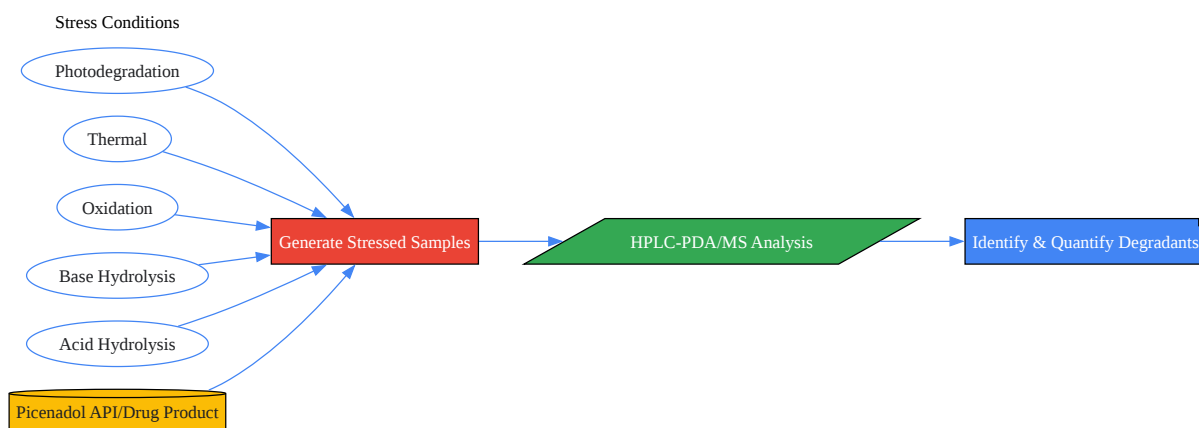 Stress Conditions
Photodegradation
Thermal
Oxidation
Base Hydrolysis
Acid Hydrolysis
Picenadol API/Drug Product
Generate Stressed Samples
HPLC-PDA/MS Analysis
Identify & Quantify Degradants